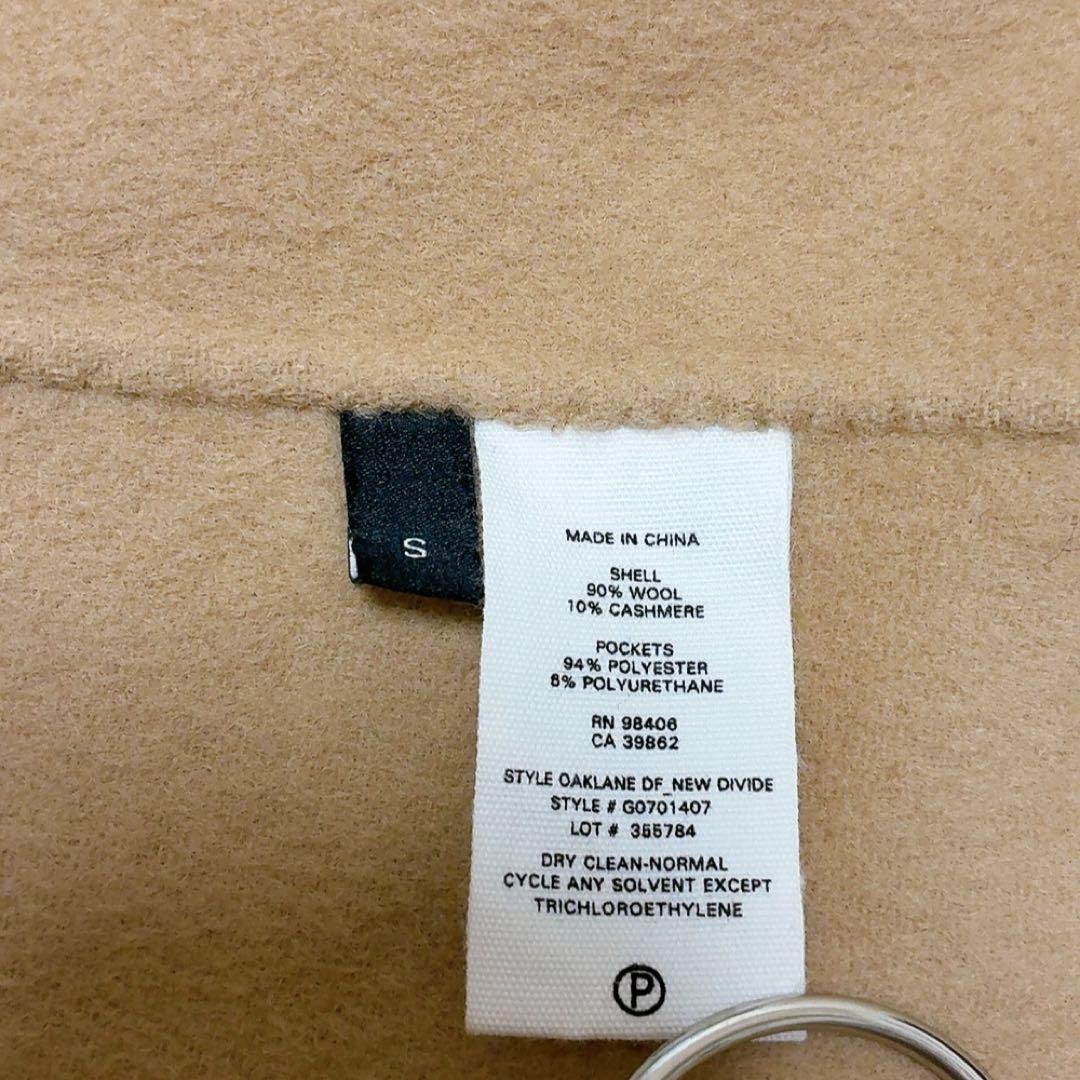 S
MADE IN CHINA
SHELL
90% WOOL
10% CASHMERE
POCKETS
94% POLYESTER
6% POLYURETHANE
RN 98406
CA 39862
STYLE OAKLANE DF_NEW DIVIDE
STYLE # G0701407
LOT # 355784
DRY CLEAN-NORMAL
CYCLE ANY SOLVENT EXCEPT
TRICHLOROETHYLENE
P